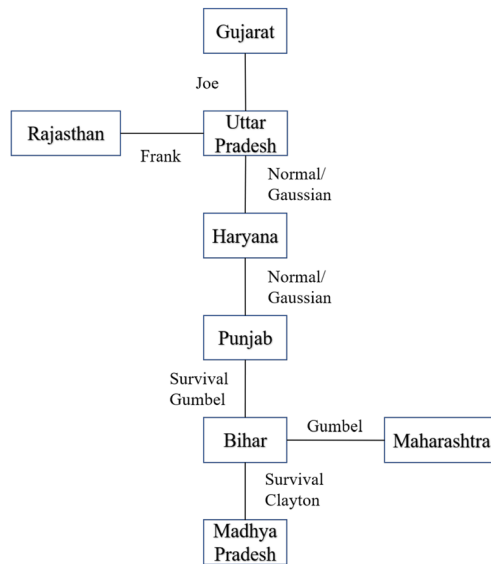 Gujarat
Joe
Rajasthan
Frank
Uttar
Pradesh
Normal/
Gaussian
Haryana
Normal/
Gaussian
Punjab
Survival
Gumbel
Bihar
Gumbel
Maharashtra
Survival
Clayton
Madhya
Pradesh